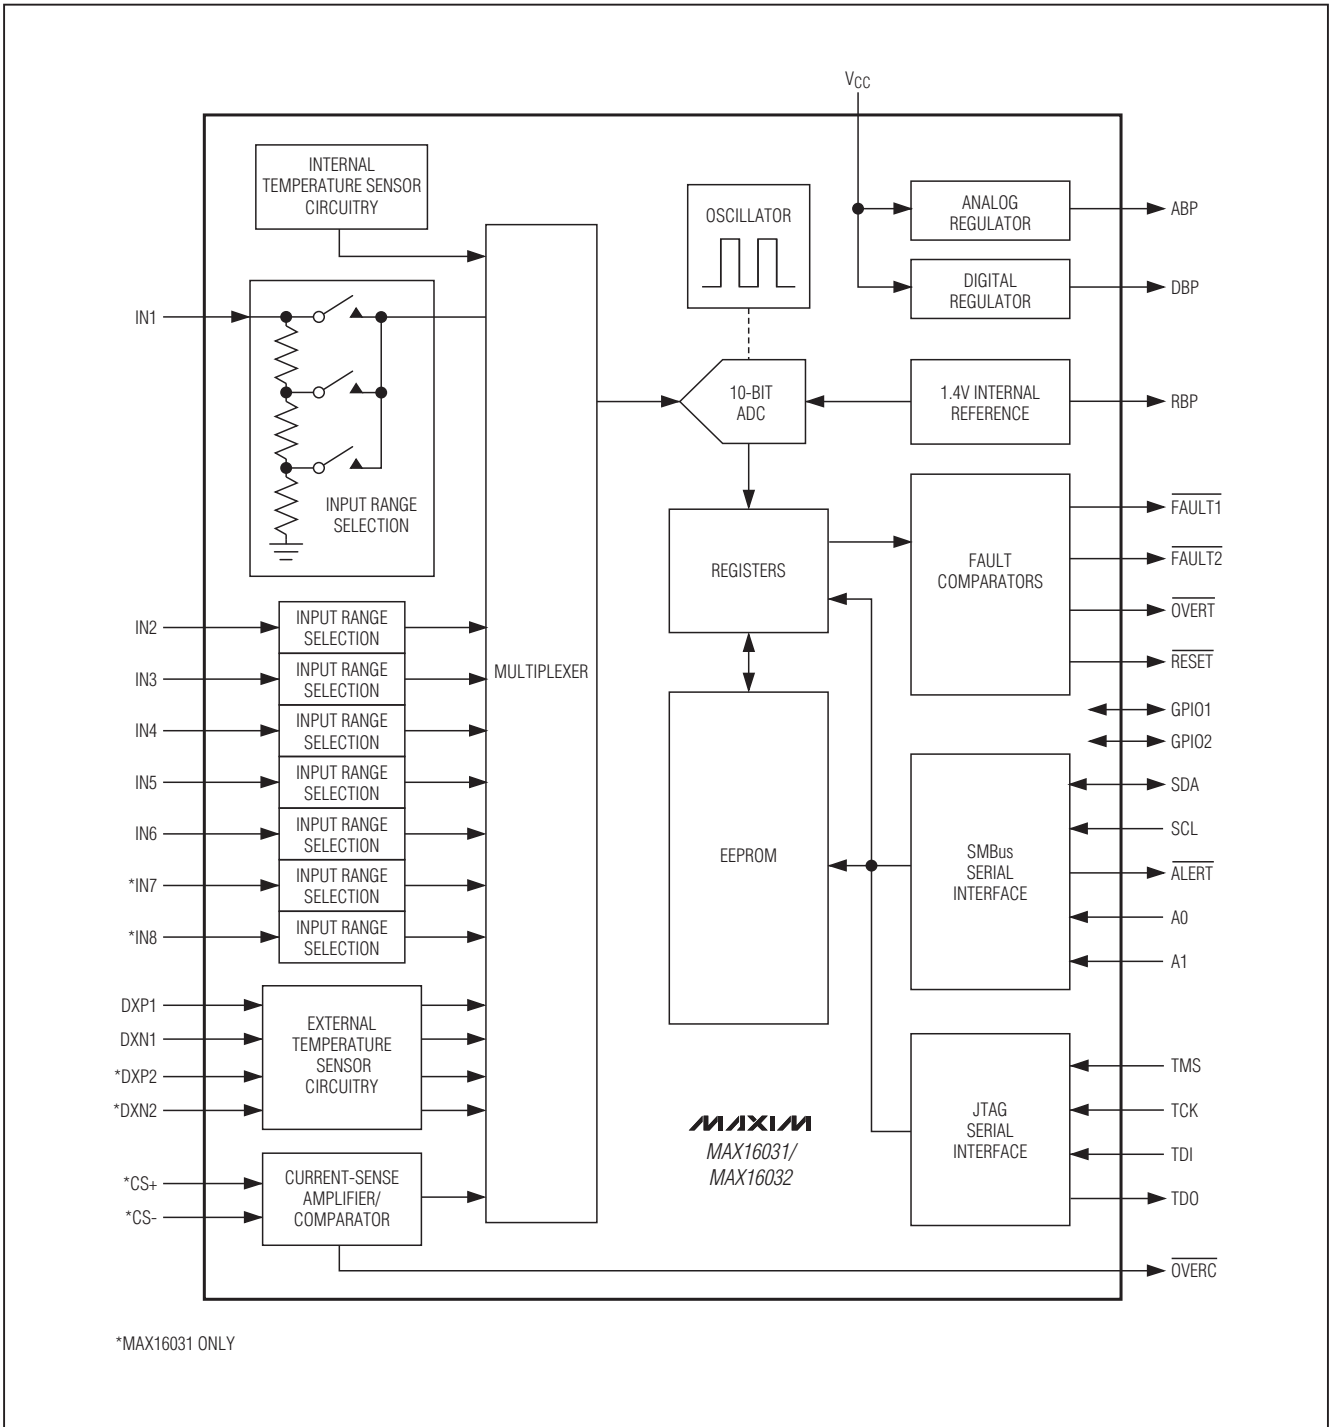 VCC
INTERNAL
TEMPERATURE SENSOR
CIRCUITRY
OSCILLATOR
ANALOG
REGULATOR
ABP
DIGITAL
REGULATOR
DBP
IN1
INPUT RANGE
SELECTION
10-BIT
ADC
1.4V INTERNAL
REFERENCE
RBP
REGISTERS
FAULT
COMPARATORS
FAULT1
FAULT2
OVERT
RESET
GPIO1
GPIO2
IN2
INPUT RANGE
SELECTION
IN3
INPUT RANGE
SELECTION
IN4
INPUT RANGE
SELECTION
IN5
INPUT RANGE
SELECTION
IN6
INPUT RANGE
SELECTION
*IN7
INPUT RANGE
SELECTION
*IN8
INPUT RANGE
SELECTION
MULTIPLEXER
EEPROM
SMBus
SERIAL
INTERFACE
SDA
SCL
ALERT
A0
A1
DXP1
DXN1
*DXP2
*DXN2
EXTERNAL
TEMPERATURE
SENSOR
CIRCUITRY
MAXIM
MAX16031/
MAX16032
JTAG
SERIAL
INTERFACE
TMS
TCK
TDI
TDO
*CS+
*CS-
CURRENT-SENSE
AMPLIFIER/
COMPARATOR
OVERC
*MAX16031 ONLY